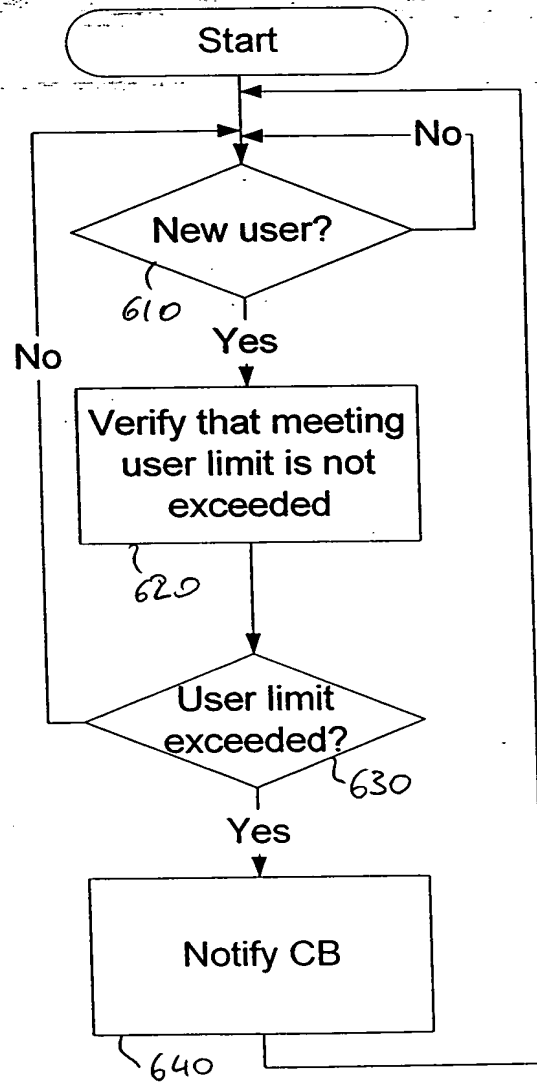 Start
No
New user?
610
Yes
No
Verify that meeting
user limit is not
exceeded
620
User limit
exceeded?
630
Yes
Notify CB
640